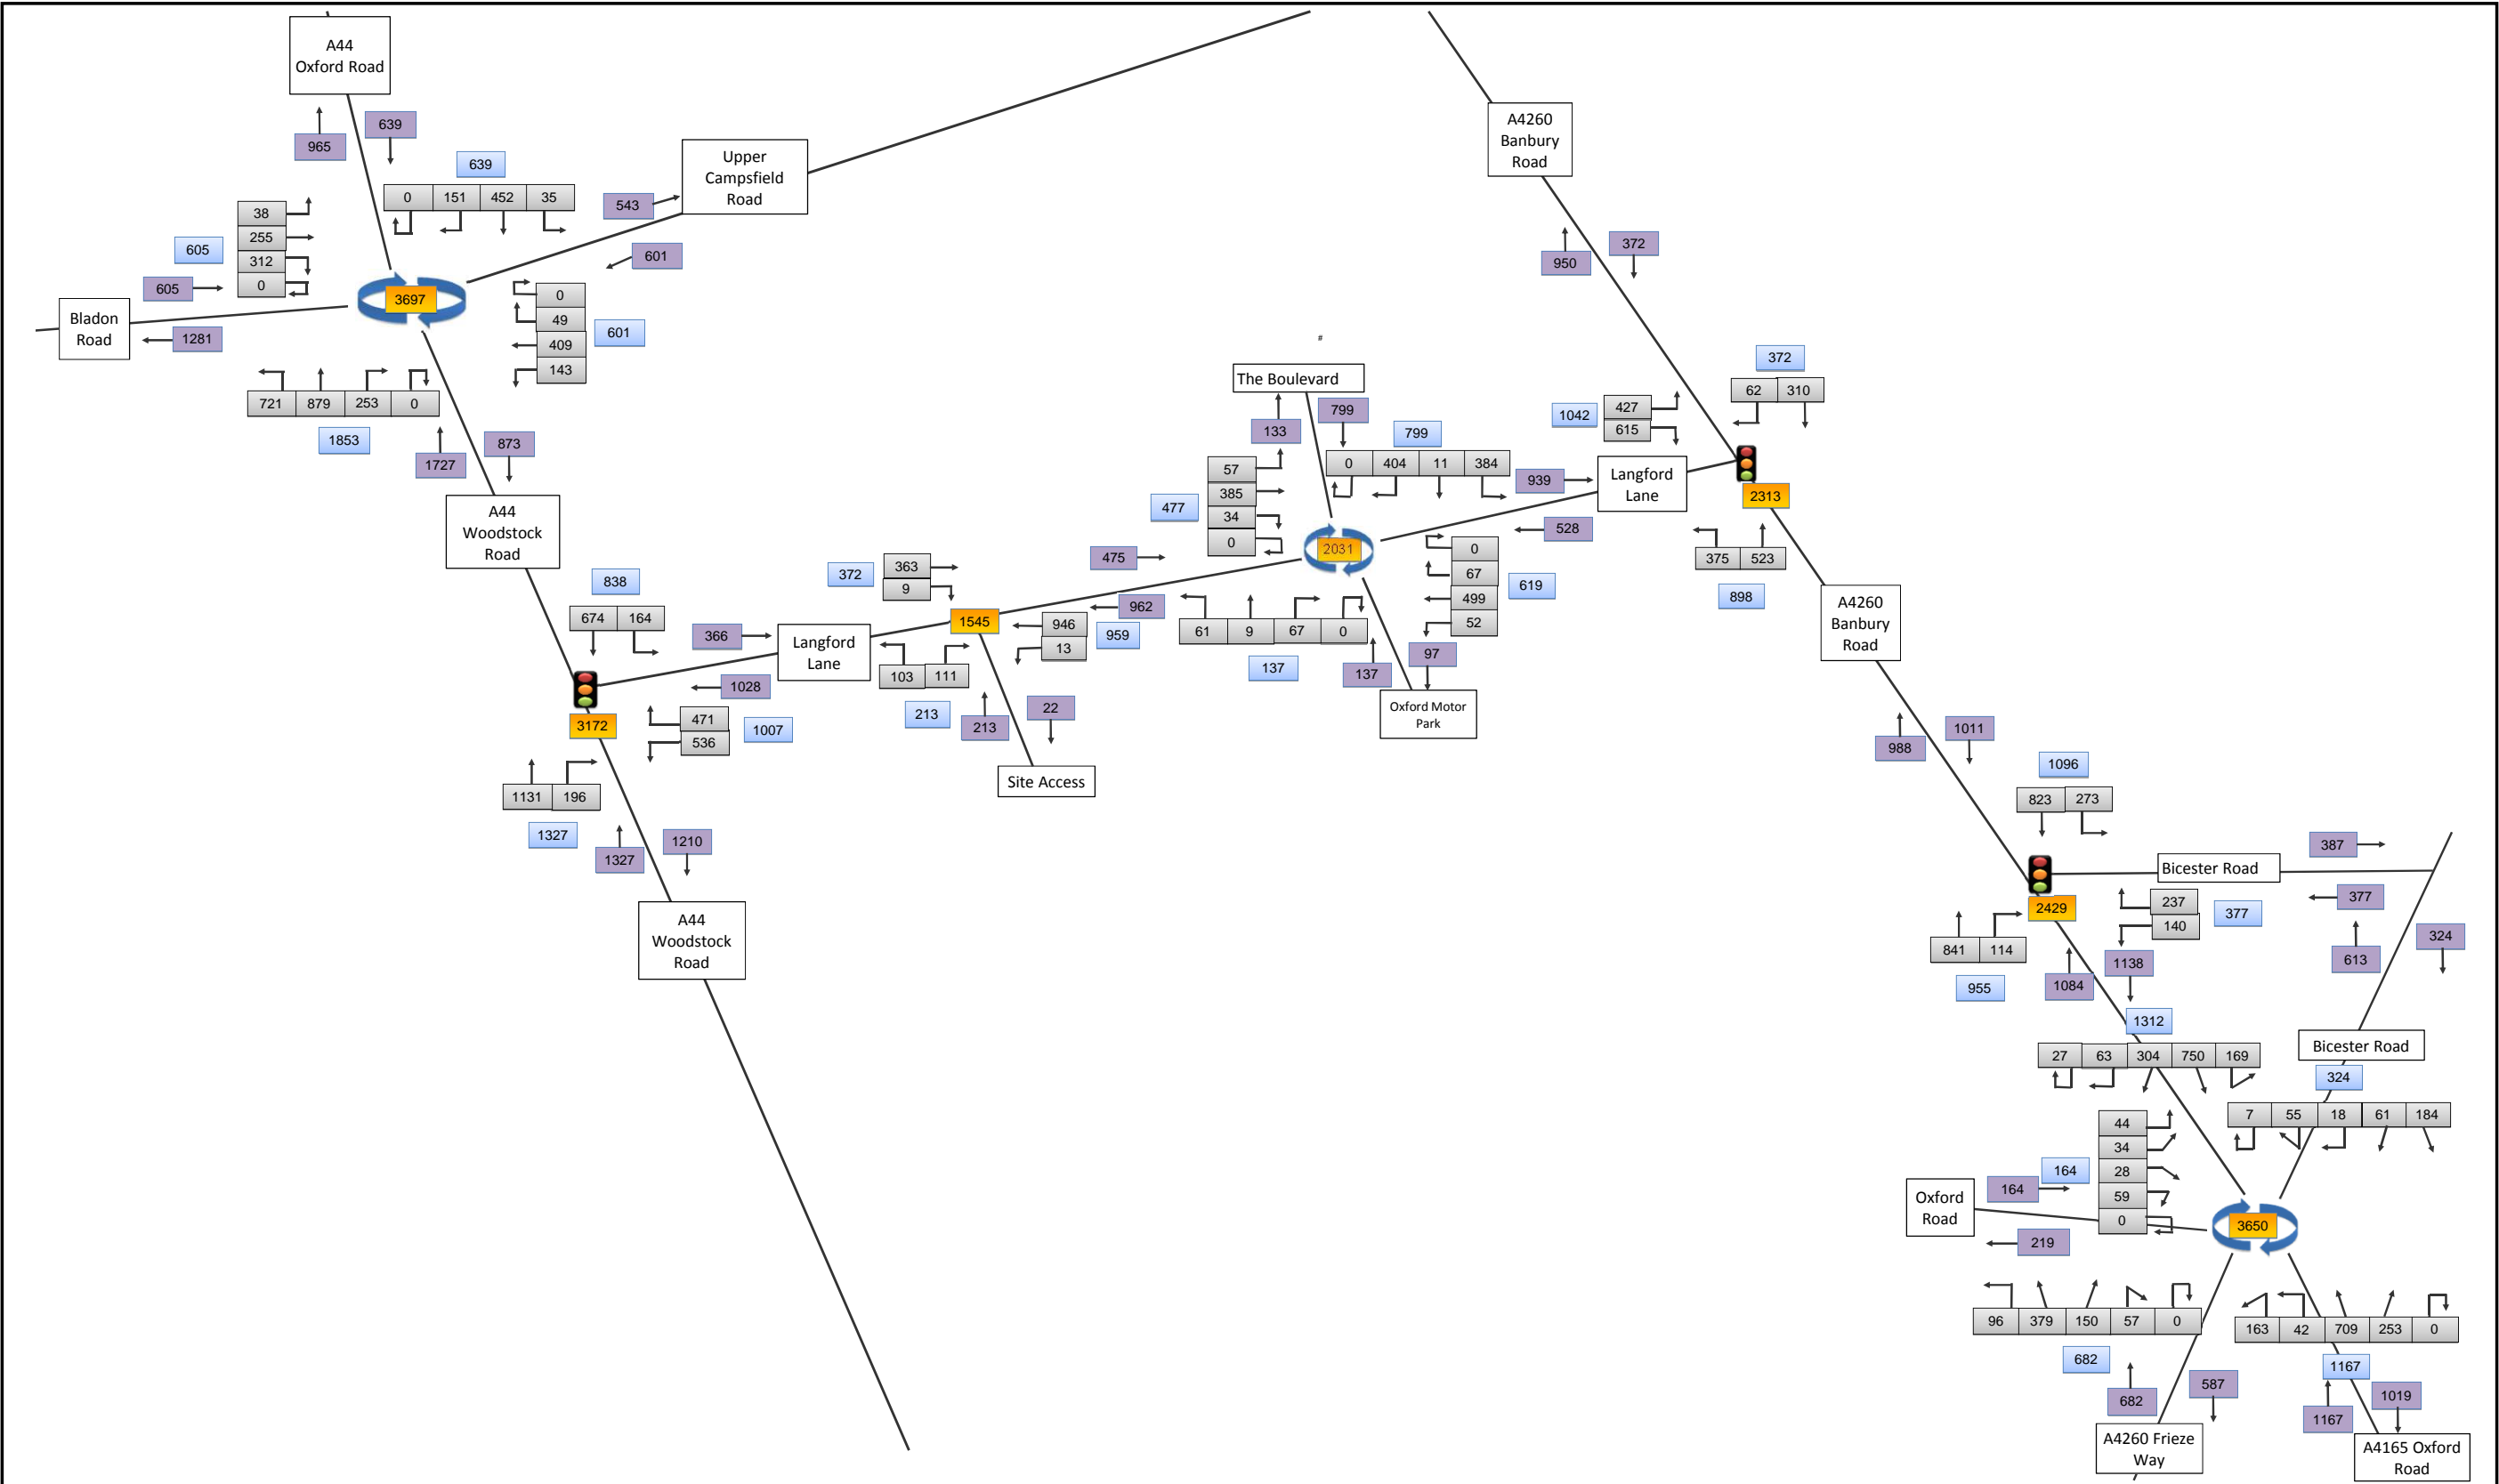 A44
Oxford Road
965
639
639
0 151 452 35
Upper
Campsfield
Road
543
601
38
255
312
0
605
605
3697
Bladon
Road
1281
0
49
409
143
601
721 879 253 0
1853
1727
873
A44
Woodstock
Road
838
674 164
366
3172
1028
471
536
1007
1131 196
1327
1327
1210
A44
Woodstock
Road
Langford
Lane
372
363
9
1545
475
962
946
13
959
103 111
213
213
22
Site Access
#
The Boulevard
133
799
799
0 404 11 384
57
385
34
0
477
2031
939
528
0
67
499
52
619
61 9 67 0
137
137
97
Oxford Motor
Park
A4260
Banbury
Road
950
372
372
62 310
1042
427
615
Langford
Lane
2313
375 523
898
A4260
Banbury
Road
988
1011
1096
823 273
387
Bicester Road
377
2429
237
140
377
841 114
955
1084
1138
613
324
1312
27 63 304 750 169
Bicester Road
324
7 55 18 61 184
44
34
28
59
0
164
164
Oxford
Road
219
3650
96 379 150 57 0
682
682
587
163 42 709 253 0
1167
1167
1019
A4260 Frieze
Way
A4165 Oxford
Road